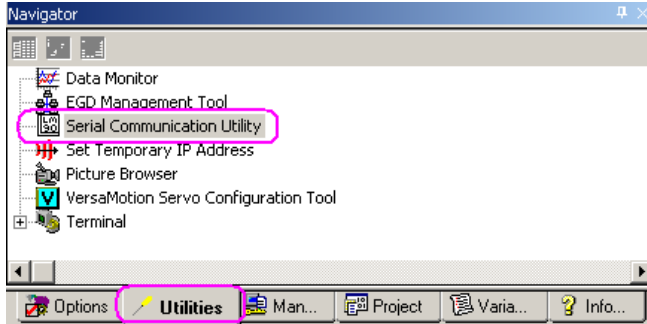 Navigator
Data Monitor
EGD Management Tool
Serial Communication Utility
Set Temporary IP Address
Picture Browser
VersaMotion Servo Configuration Tool
Terminal
Options Utilities Man... Project Varia... Info...